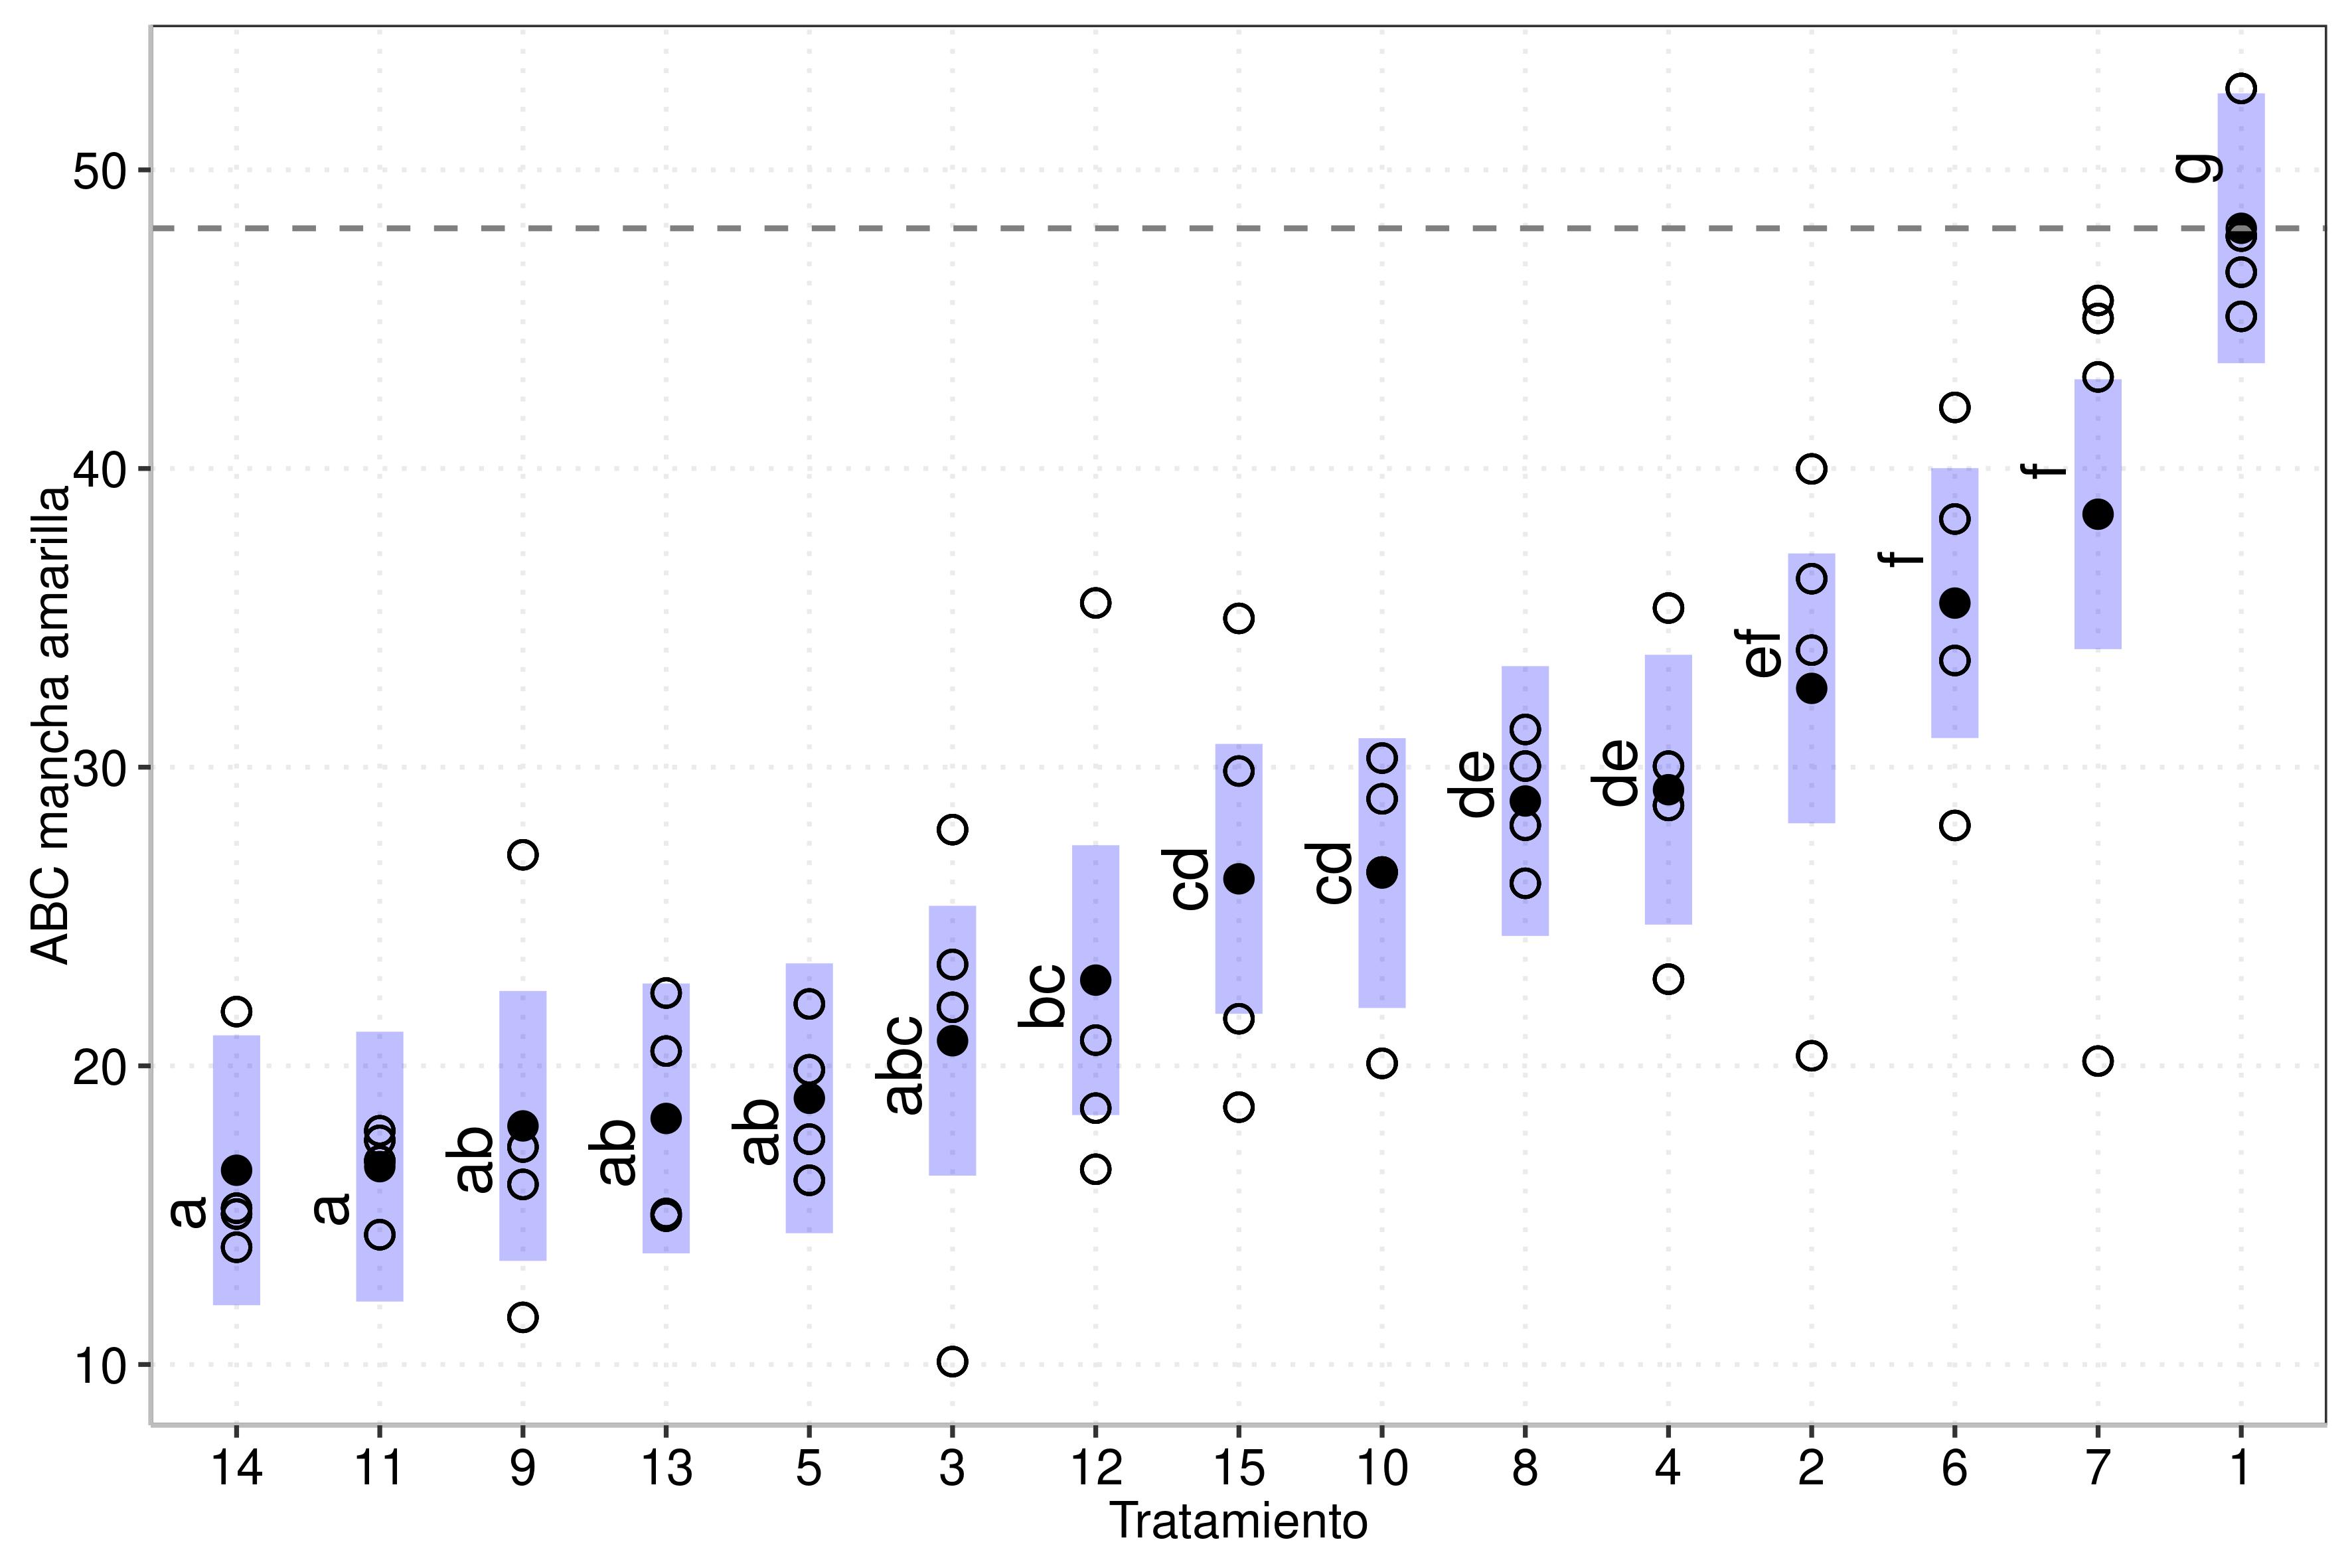 ABC mancha amarilla
50
40
30
20
10
a
a
ab
ab
ab
abc
bc
cd
cd
de
de
ef
f
f
g
14 11 9 13 5 3 12 15 10 8 4 2 6 7 1
Tratamiento